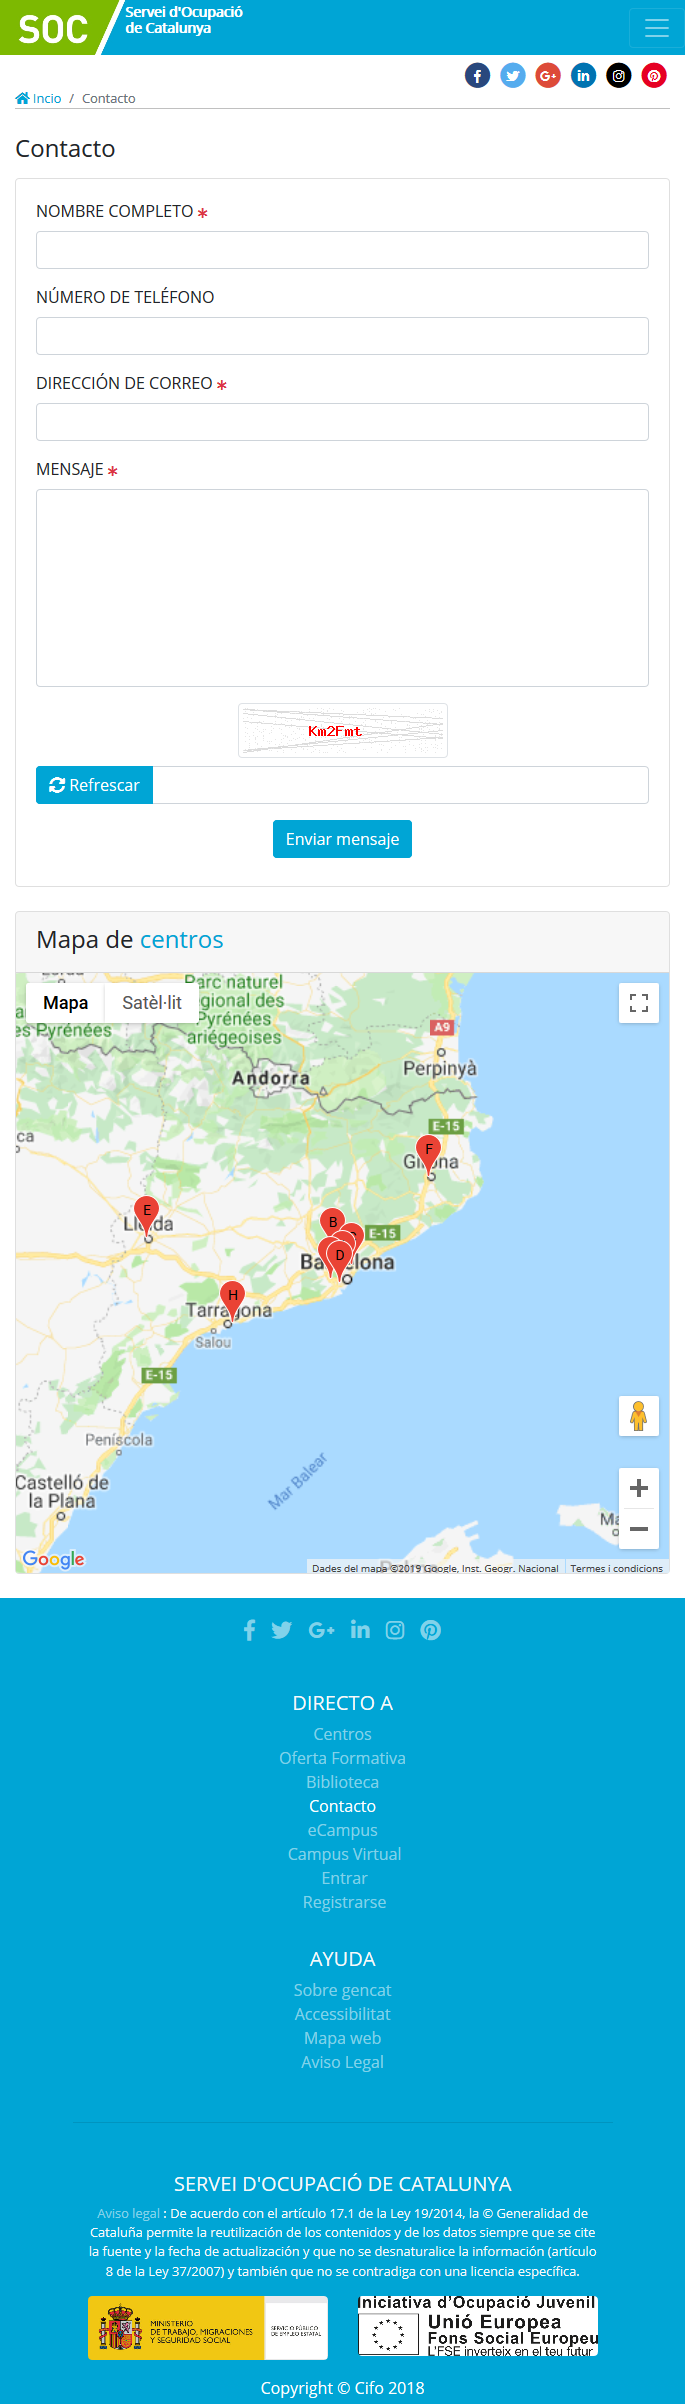 SOC
Servei d'Ocupació
de Catalunya
Incio / Contacto
Contacto
NOMBRE COMPLETO *
NÚMERO DE TELÉFONO
DIRECCIÓN DE CORREO *
MENSAJE *
Km2Fmt
Refrescar
Enviar mensaje
Mapa de centros
Mapa
Satèl·lit
Parc naturel
régional des
Pyrénées
ariégeoises
Pyrénées
A9
Andorra
Perpinyà
E-15
F
Girona
E
Lleida
B
E-15
D
Barcelona
H
Tarragona
Salou
E-15
Peníscola
Mar Balear
Castelló de
la Plana
Google
Dades del mapa ©2019 Google, Inst. Geogr. Nacional
Termes i condicions
DIRECTO A
Centros
Oferta Formativa
Biblioteca
Contacto
eCampus
Campus Virtual
Entrar
Registrarse
AYUDA
Sobre gencat
Accessibilitat
Mapa web
Aviso Legal
SERVEI D'OCUPACIÓ DE CATALUNYA
Aviso legal : De acuerdo con el artículo 17.1 de la Ley 19/2014, la © Generalidad de
Cataluña permite la reutilización de los contenidos y de los datos siempre que se cite
la fuente y la fecha de actualización y que no se desnaturalice la información (artículo
8 de la Ley 37/2007) y también que no se contradiga con una licencia específica.
MINISTERIO
DE TRABAJO, MIGRACIONES
Y SEGURIDAD SOCIAL
SERVICIO PÚBLICO
DE EMPLEO ESTATAL
Iniciativa d'Ocupació Juvenil
Unió Europea
Fons Social Europeu
L'FSE inverteix en el teu futur
Copyright © Cifo 2018